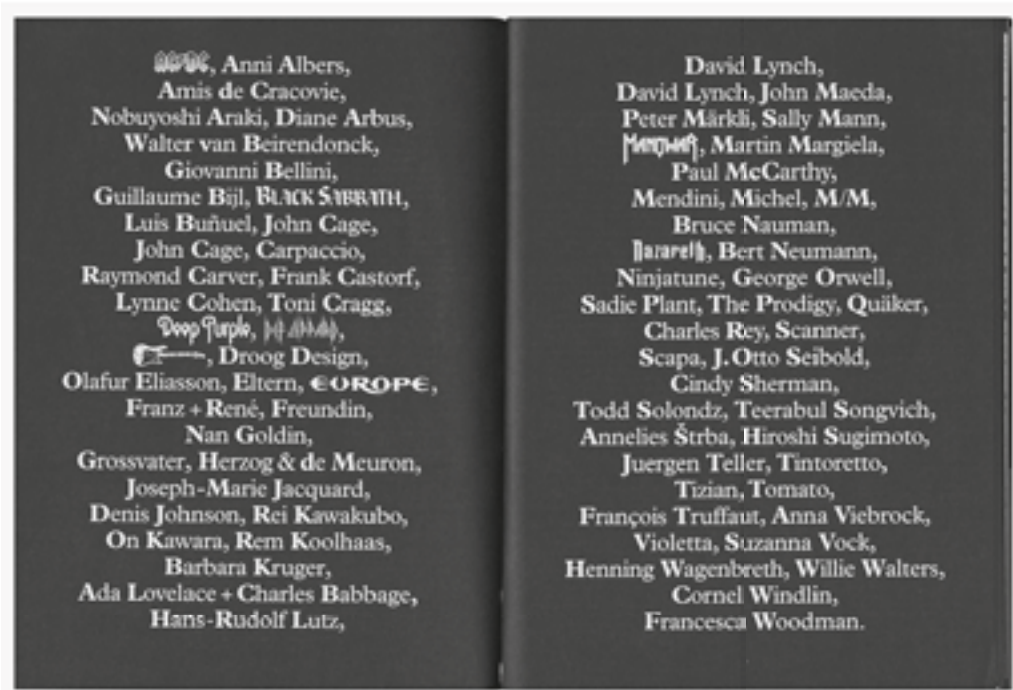 AC/DC, Anni Albers,
Amis de Cracovie,
Nobuyoshi Araki, Diane Arbus,
Walter van Beirendonck,
Giovanni Bellini,
Guillaume Bijl, BLACK SABBATH,
Luis Buñuel, John Cage,
John Cage, Carpaccio,
Raymond Carver, Frank Castorf,
Lynne Cohen, Toni Cragg,
Deep Purple,
, Droog Design,
Olafur Eliasson, Eltern, EUROPE,
Franz + René, Freundin,
Nan Goldin,
Grossvater, Herzog & de Meuron,
Joseph-Marie Jacquard,
Denis Johnson, Rei Kawakubo,
On Kawara, Rem Koolhaas,
Barbara Kruger,
Ada Lovelace + Charles Babbage,
Hans-Rudolf Lutz,
David Lynch,
David Lynch, John Maeda,
Peter Märkli, Sally Mann,
MANOWAR, Martin Margiela,
Paul McCarthy,
Mendini, Michel, M/M,
Bruce Nauman,
Nazareth, Bert Neumann,
Ninjatune, George Orwell,
Sadie Plant, The Prodigy, Quäker,
Charles Rey, Scanner,
Scapa, J. Otto Seibold,
Cindy Sherman,
Todd Solondz, Teerabul Songvich,
Annelies Štrba, Hiroshi Sugimoto,
Juergen Teller, Tintoretto,
Tizian, Tomato,
François Truffaut, Anna Viebrock,
Violetta, Suzanna Vock,
Henning Wagenbreth, Willie Walters,
Cornel Windlin,
Francesca Woodman.